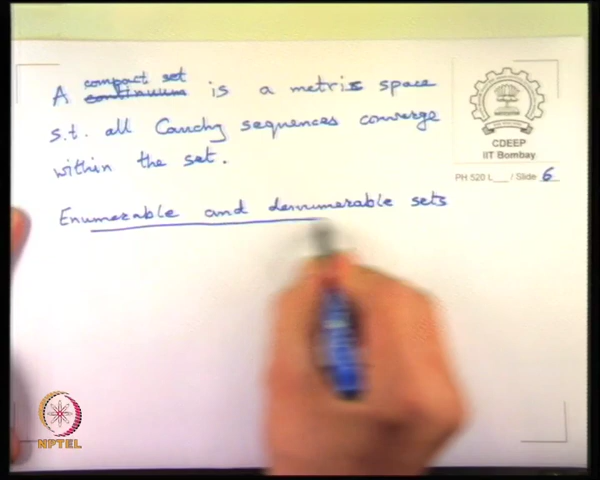 A continuum compact set is a metric space
s.t. all Cauchy sequences converge
within the set.
Enumerable and denumerable sets
CDEEP
IIT Bombay
PH 520 L___ / Slide 6
NPTEL